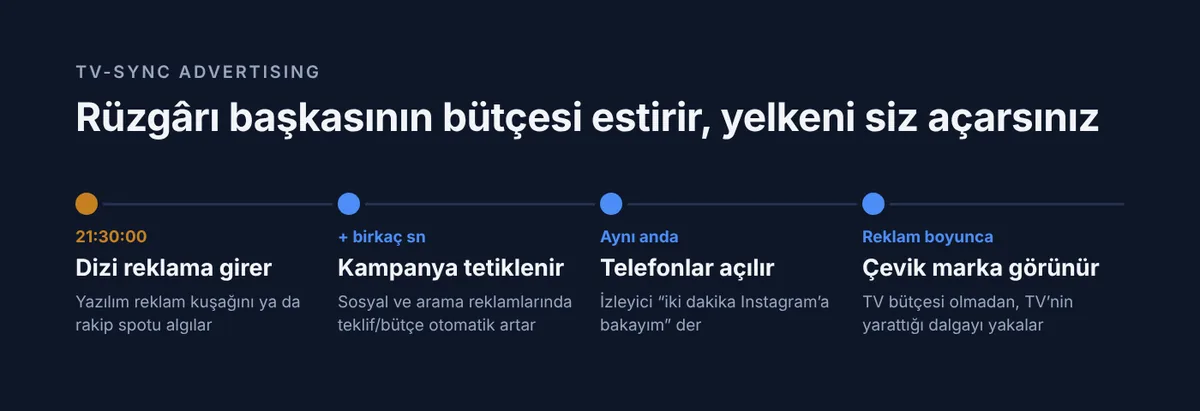 TV-SYNC ADVERTISING
Rüzgârı başkasının bütçesi estirir, yelkeni siz açarsınız
21:30:00
Dizi reklama girer
Yazılım reklam kuşağını ya da
rakip spotu algılar
+ birkaç sn
Kampanya tetiklenir
Sosyal ve arama reklamlarında
teklif/bütçe otomatik artar
Aynı anda
Telefonlar açılır
İzleyici “iki dakika Instagram’a
bakayım” der
Reklam boyunca
Çevik marka görünür
TV bütçesi olmadan, TV’nin
yarattığı dalgayı yakalar